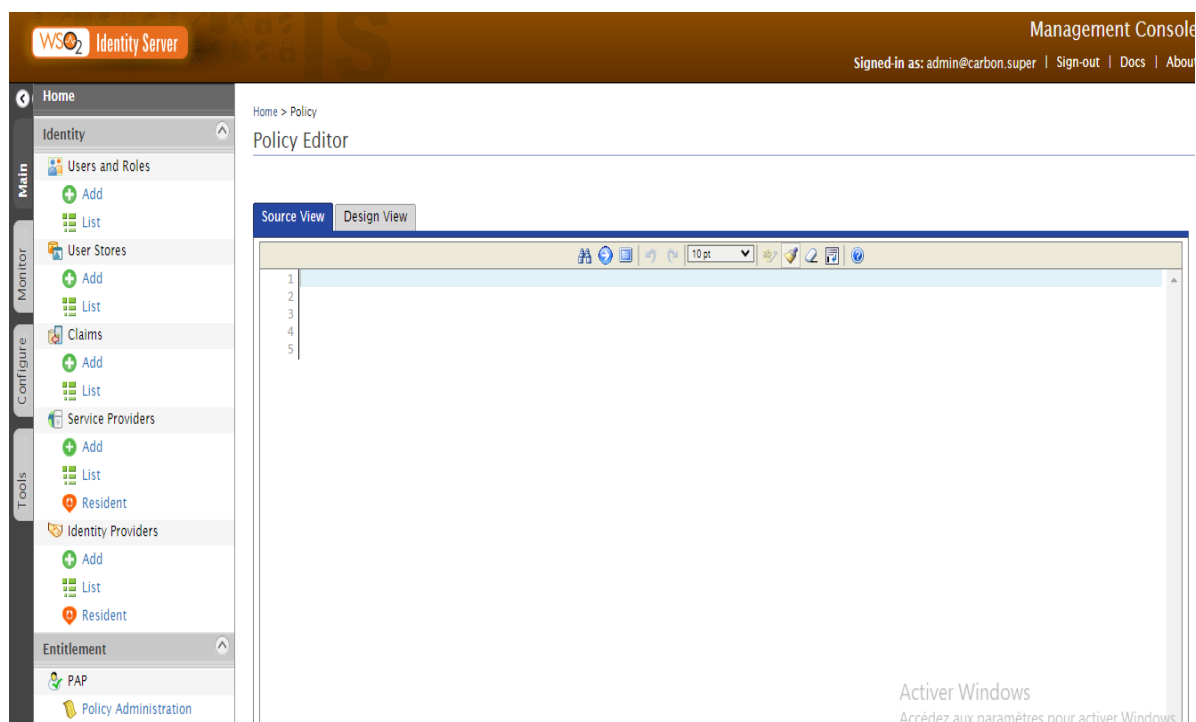 WSO2 Identity Server
Management Console
Signed-in as: admin@carbon.super | Sign-out | Docs | About
Home
Identity
Users and Roles
Add
List
User Stores
Add
List
Claims
Add
List
Service Providers
Add
List
Resident
Identity Providers
Add
List
Resident
Entitlement
PAP
Policy Administration
Main
Monitor
Configure
Tools
Home > Policy
Policy Editor
Source View Design View
10 pt
1
2
3
4
5
Activer Windows
Accédez aux paramètres pour activer Windows.